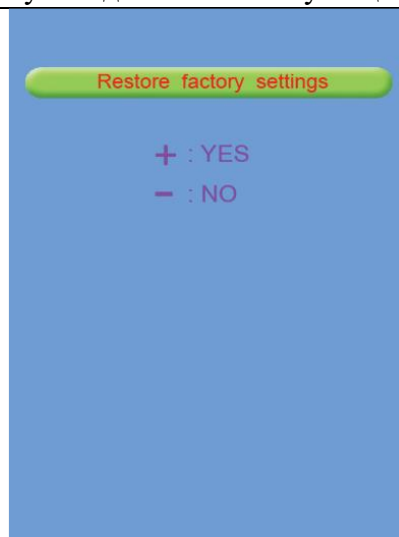 Restore factory settings
+ : YES
- : NO